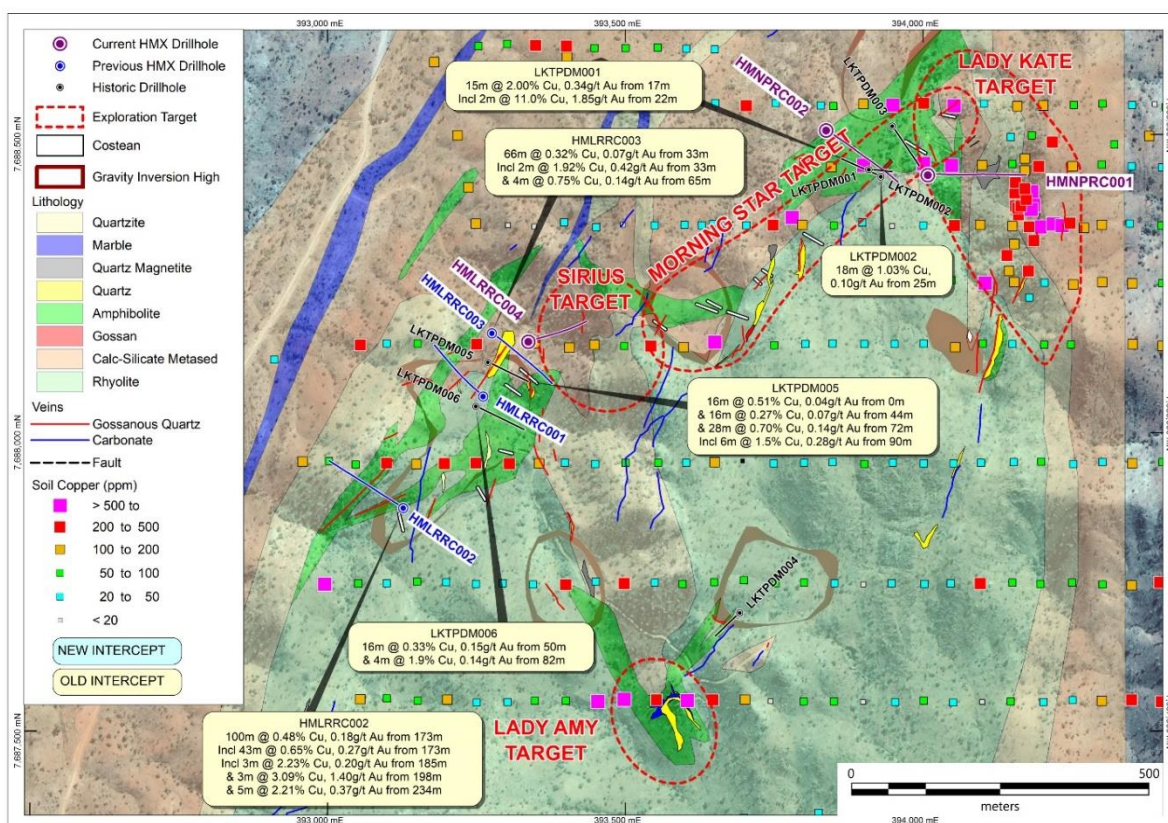 393,000 mE
393,500 mE
394,000 mE
Current HMX Drillhole
Previous HMX Drillhole
Historic Drillhole
Exploration Target
Costean
Gravity Inversion High
Lithology
Quartzite
Marble
Quartz Magnetite
Quartz
Amphibolite
Gossan
Calc-Silicate Metased
Rhyolite
Veins
Gossanous Quartz
Carbonate
Fault
Soil Copper (ppm)
> 500 to
200 to 500
100 to 200
50 to 100
20 to 50
< 20
NEW INTERCEPT
OLD INTERCEPT
LKTPDM001
15m @ 2.00% Cu, 0.34g/t Au from 17m
Incl 2m @ 11.0% Cu, 1.85g/t Au from 22m
HMLRRC003
66m @ 0.32% Cu, 0.07g/t Au from 33m
Incl 2m @ 1.92% Cu, 0.42g/t Au from 33m
& 4m @ 0.75% Cu, 0.14g/t Au from 65m
HMNPRC002
LKTPDM003
LADY KATE
TARGET
HMNPRC001
LKTPDM001
LKTPDM002
MORNING STAR TARGET
LKTPDM002
18m @ 1.03% Cu,
0.10g/t Au from 25m
SIRIUS
TARGET
HMLRRC004
HMLRRC003
LKTPDM005
LKTPDM006
HMLRRC001
HMLRRC002
LKTPDM005
16m @ 0.51% Cu, 0.04g/t Au from 0m
& 16m @ 0.27% Cu, 0.07g/t Au from 44m
& 28m @ 0.70% Cu, 0.14g/t Au from 72m
Incl 6m @ 1.5% Cu, 0.28g/t Au from 90m
LKTPDM004
LKTPDM006
16m @ 0.33% Cu, 0.15g/t Au from 50m
& 4m @ 1.9% Cu, 0.14g/t Au from 82m
LADY AMY
TARGET
HMLRRC002
100m @ 0.48% Cu, 0.18g/t Au from 173m
Incl 43m @ 0.65% Cu, 0.27g/t Au from 173m
Incl 3m @ 2.23% Cu, 0.20g/t Au from 185m
& 3m @ 3.09% Cu, 1.40g/t Au from 198m
& 5m @ 2.21% Cu, 0.37g/t Au from 234m
0 500
meters
7,688,500 mN
7,688,000 mN
7,687,500 mN
393,000 mE
393,500 mE
394,000 mE